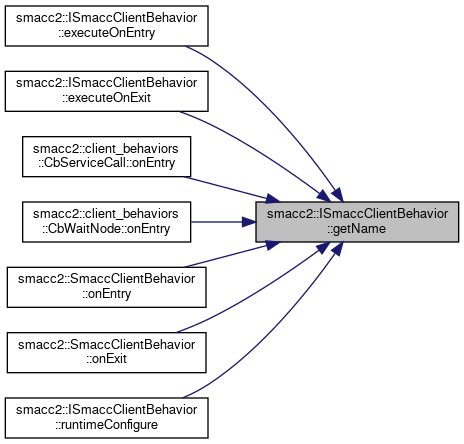 smacc2::ISmaccClientBehavior
::executeOnEntry
smacc2::ISmaccClientBehavior
::executeOnExit
smacc2::client_behaviors
::CbServiceCall::onEntry
smacc2::client_behaviors
::CbWaitNode::onEntry
smacc2::ISmaccClientBehavior
::getName
smacc2::SmaccClientBehavior
::onEntry
smacc2::SmaccClientBehavior
::onExit
smacc2::ISmaccClientBehavior
::runtimeConfigure